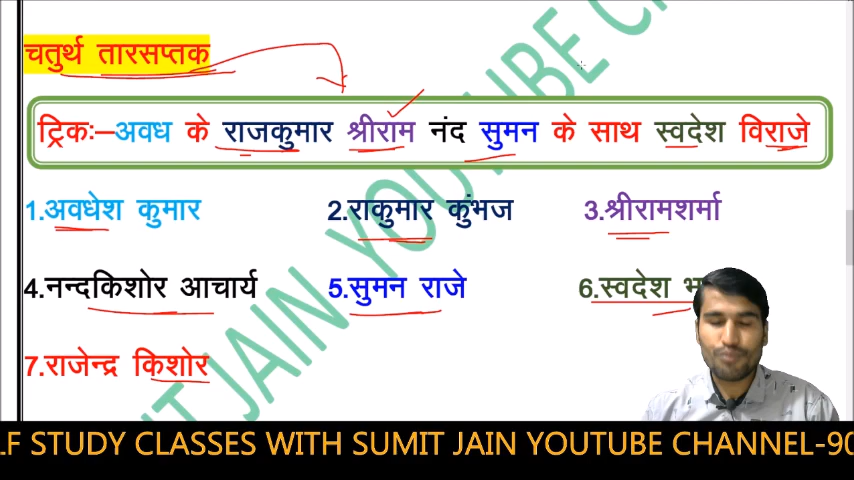 चतुर्थ तारसप्तक
ट्रिकः–अवध के राजकुमार श्रीराम नंद सुमन के साथ स्वदेश विराजे
1.अवधेश कुमार 2.राकुमार कुंभज 3.श्रीरामशर्मा
4.नन्दकिशोर आचार्य 5.सुमन राजे 6.स्वदेश
7.राजेन्द्र किशोर
LF STUDY CLASSES WITH SUMIT JAIN YOUTUBE CHANNEL-90